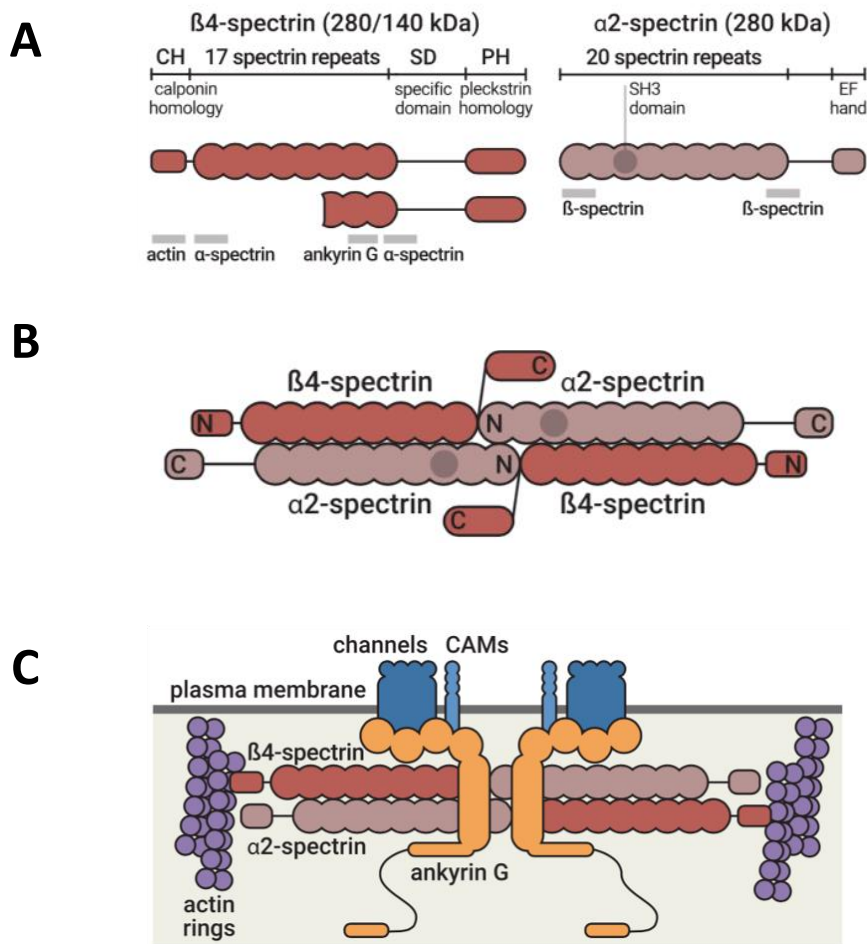 A
ß4-spectrin (280/140 kDa)
α2-spectrin (280 kDa)
CH 17 spectrin repeats SD PH
20 spectrin repeats
calponin homology
specific domain
pleckstrin homology
SH3 domain
EF hand
ß-spectrin ß-spectrin
actin α-spectrin ankyrin G α-spectrin
B
ß4-spectrin
C
α2-spectrin
N N C
C N N
α2-spectrin
C
ß4-spectrin
C
channels CAMs
plasma membrane
ß4-spectrin
α2-spectrin
ankyrin G
actin
rings